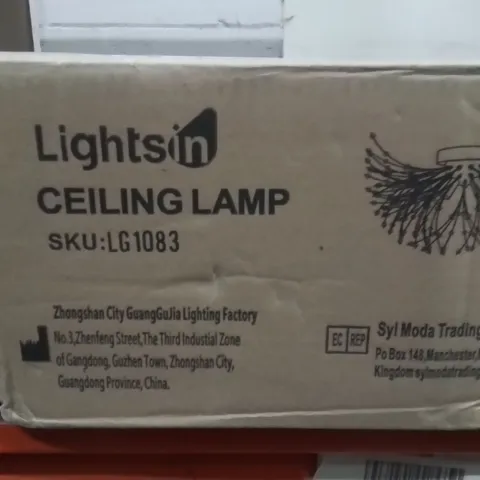 Lightsin
CEILING LAMP
SKU:LG1083
Zhongshan City GuangGuJia Lighting Factory
No.3,Zhenfeng Street,The Third Industial Zone
of Gangdong, Guzhen Town, Zhongshan City,
Guangdong Province, China.
EC REP
Syl Moda Trading
Po Box 148,Manchester,
Kingdom sylmodatrading